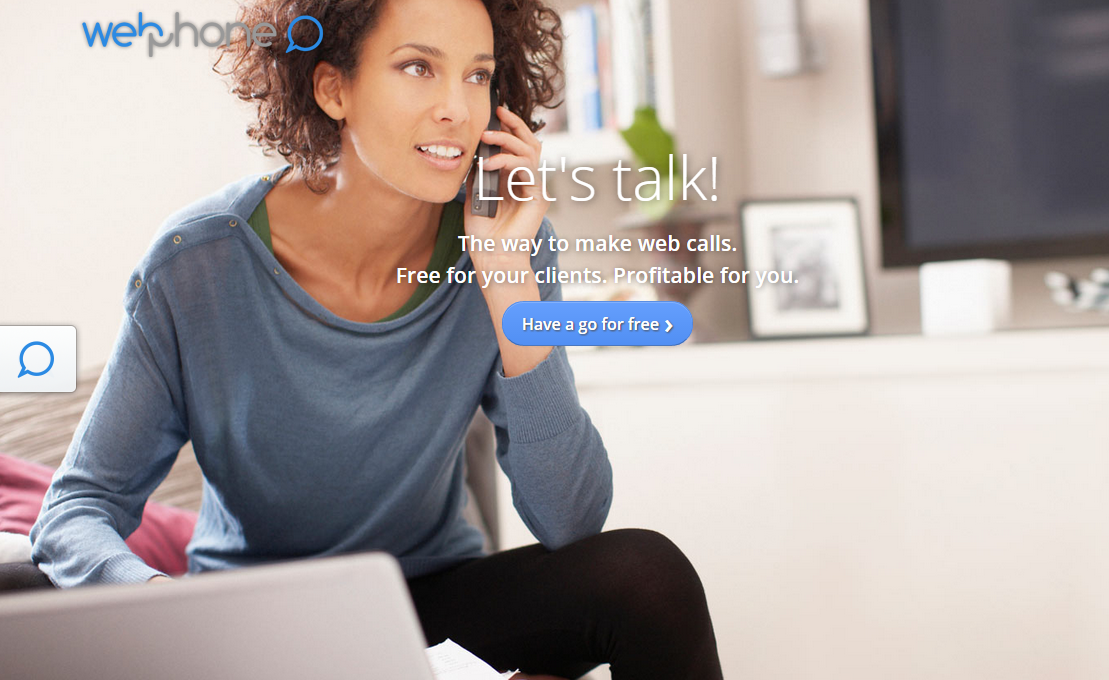 webphone
Let's talk!
The way to make web calls.
Free for your clients. Profitable for you.
Have a go for free ›